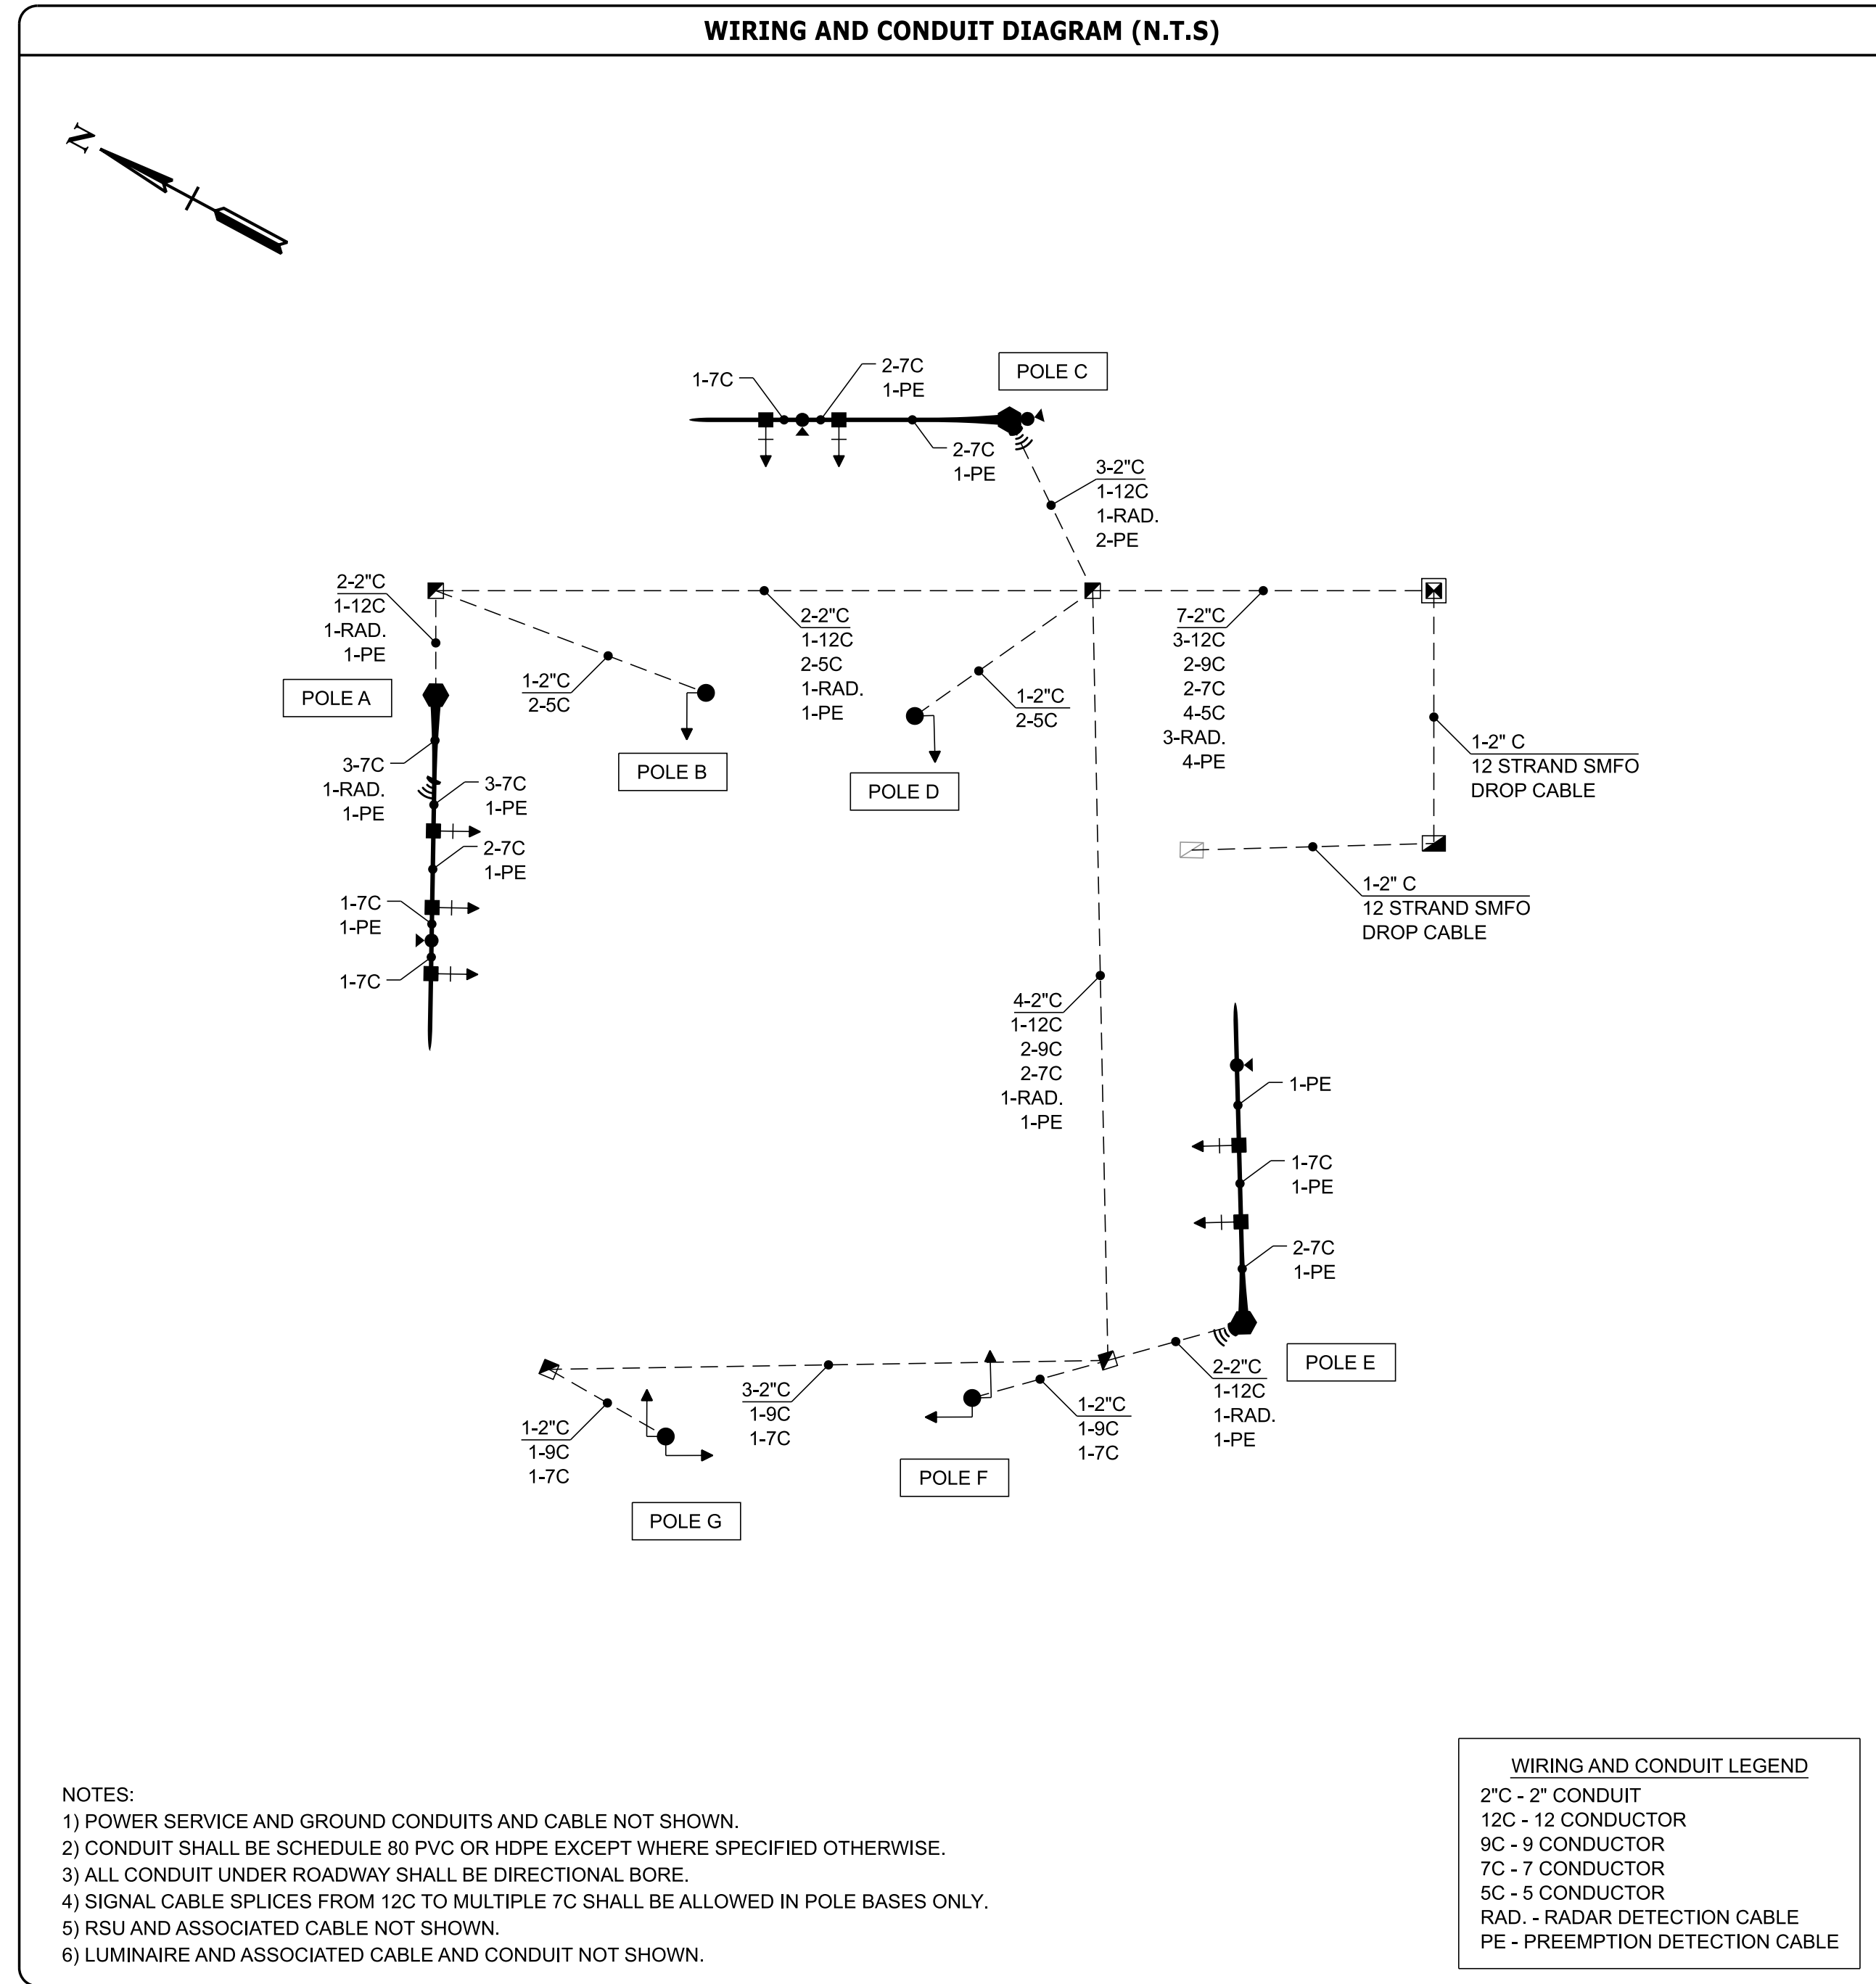 WIRING AND CONDUIT DIAGRAM (N.T.S)
N
POLE C
1-7C
2-7C
1-PE
2-7C
1-PE
3-2"C
1-12C
1-RAD.
2-PE
2-2"C
1-12C
1-RAD.
1-PE
POLE A
1-2"C
2-5C
POLE B
2-2"C
1-12C
2-5C
1-RAD.
1-PE
1-2"C
2-5C
POLE D
7-2"C
3-12C
2-9C
2-7C
4-5C
3-RAD.
4-PE
1-2" C
12 STRAND SMFO
DROP CABLE
1-2" C
12 STRAND SMFO
DROP CABLE
3-7C
1-RAD.
1-PE
3-7C
1-PE
2-7C
1-PE
1-7C
1-PE
1-7C
4-2"C
1-12C
2-9C
2-7C
1-RAD.
1-PE
1-PE
1-7C
1-PE
2-7C
1-PE
POLE E
2-2"C
1-12C
1-RAD.
1-PE
1-2"C
1-9C
1-7C
POLE F
3-2"C
1-9C
1-7C
1-2"C
1-9C
1-7C
POLE G
NOTES:
1) POWER SERVICE AND GROUND CONDUITS AND CABLE NOT SHOWN.
2) CONDUIT SHALL BE SCHEDULE 80 PVC OR HDPE EXCEPT WHERE SPECIFIED OTHERWISE.
3) ALL CONDUIT UNDER ROADWAY SHALL BE DIRECTIONAL BORE.
4) SIGNAL CABLE SPLICES FROM 12C TO MULTIPLE 7C SHALL BE ALLOWED IN POLE BASES ONLY.
5) RSU AND ASSOCIATED CABLE NOT SHOWN.
6) LUMINAIRE AND ASSOCIATED CABLE AND CONDUIT NOT SHOWN.
WIRING AND CONDUIT LEGEND
2"C - 2" CONDUIT
12C - 12 CONDUCTOR
9C - 9 CONDUCTOR
7C - 7 CONDUCTOR
5C - 5 CONDUCTOR
RAD. - RADAR DETECTION CABLE
PE - PREEMPTION DETECTION CABLE